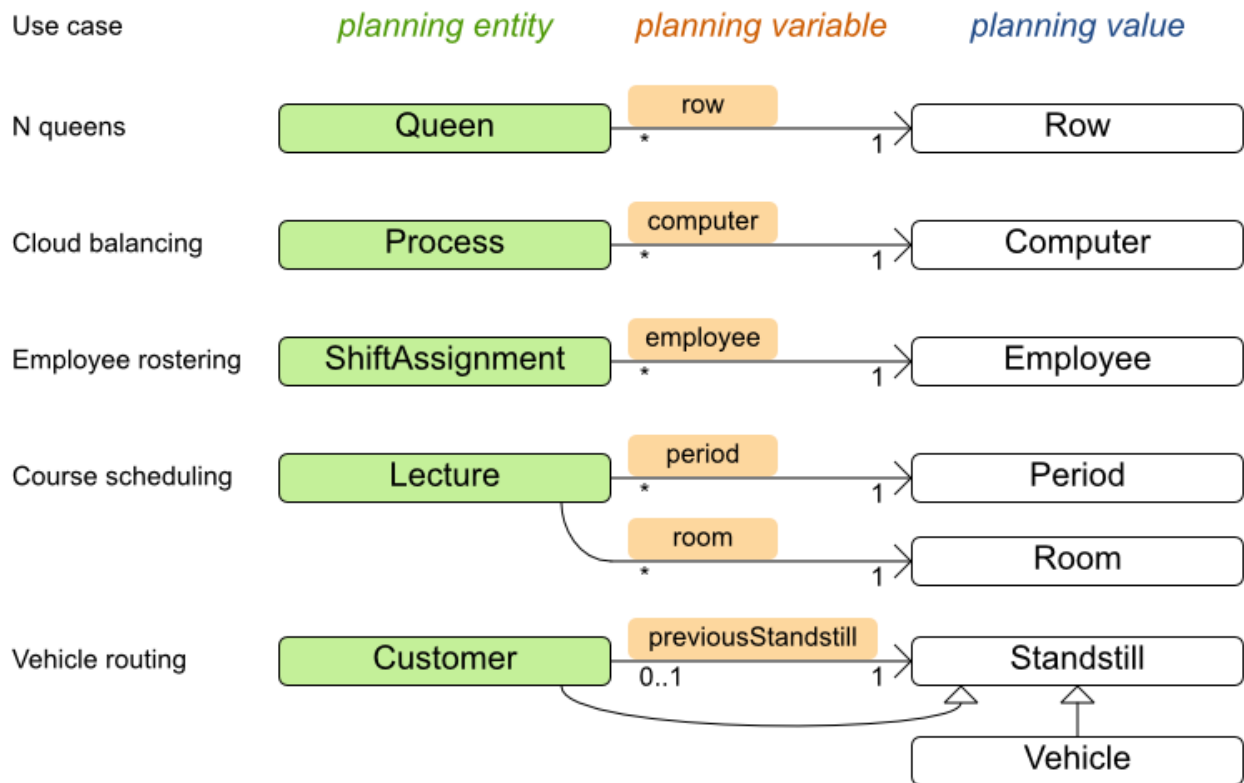 Use case planning entity planning variable planning value
N queens Queen row Row
* 1
Cloud balancing Process computer Computer
* 1
Employee rostering ShiftAssignment employee Employee
* 1
Course scheduling Lecture period Period
* 1
room Room
* 1
Vehicle routing Customer previousStandstill Standstill
0..1 1
Vehicle